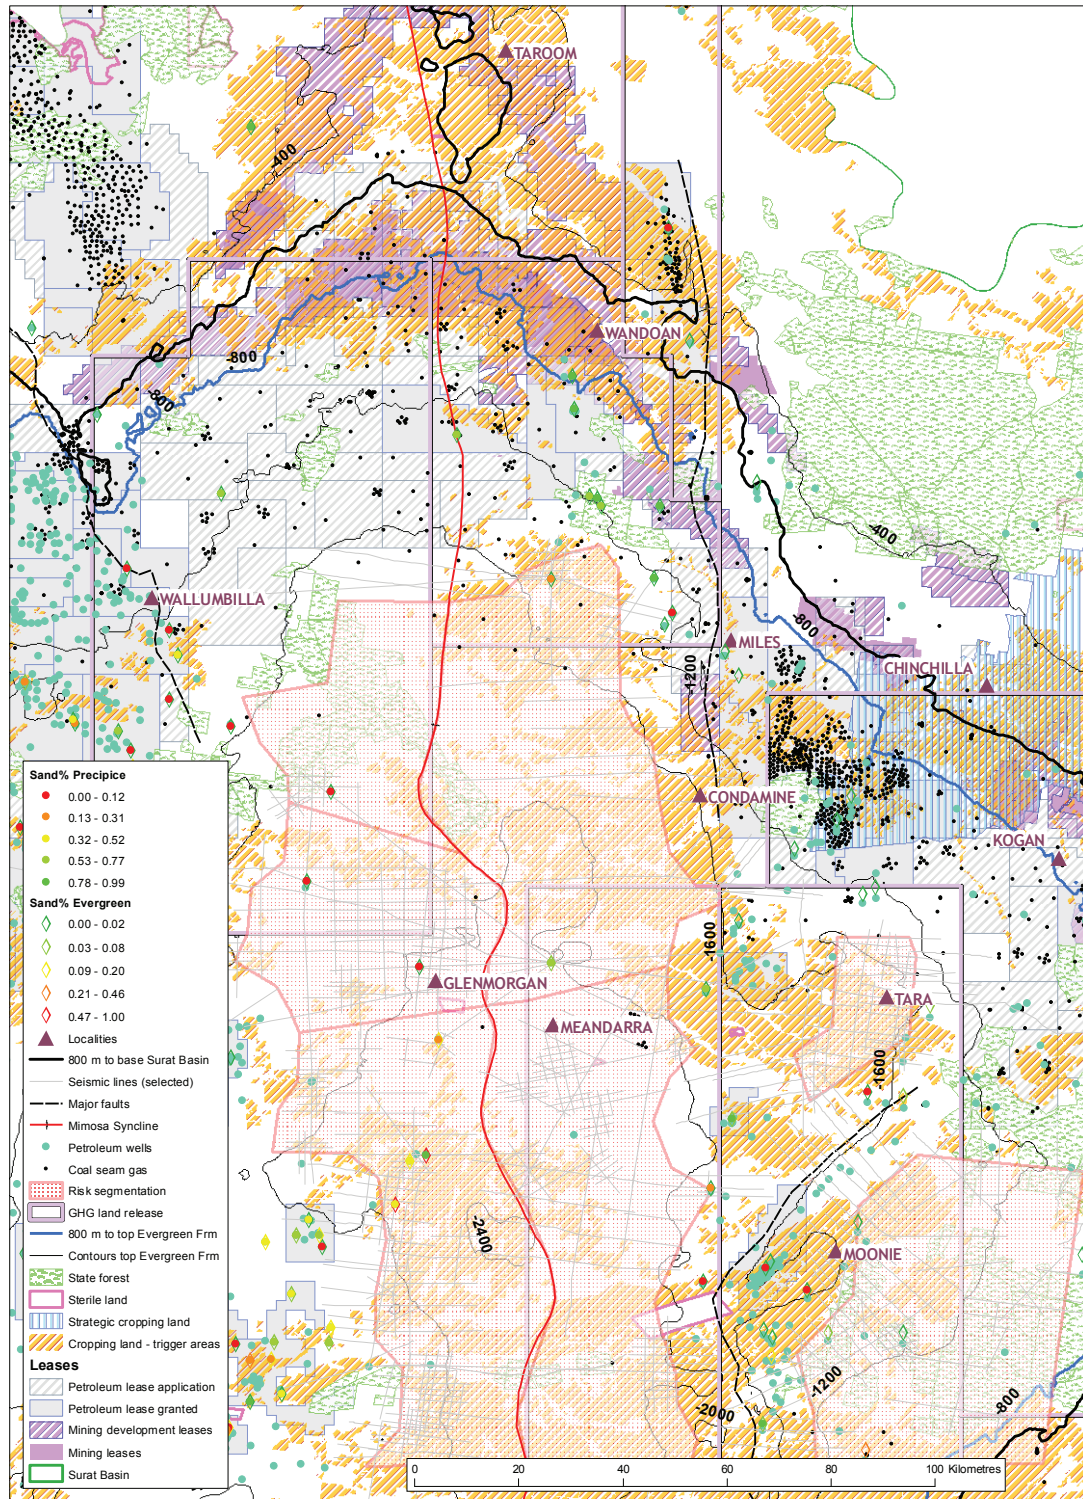 TAROOM
-400
WANDOAN
-800
-800
-400
WALLUMBILLA
-800
MILES
-1200
CHINCHILLA
CONDAMINE
KOGAN
-1600
GLENMORGAN
TARA
MEANDARRA
-1600
-2400
MOONIE
-1200
-2000
-800
Sand% Precipice
0.00 - 0.12
0.13 - 0.31
0.32 - 0.52
0.53 - 0.77
0.78 - 0.99
Sand% Evergreen
0.00 - 0.02
0.03 - 0.08
0.09 - 0.20
0.21 - 0.46
0.47 - 1.00
Localities
800 m to base Surat Basin
Seismic lines (selected)
Major faults
Mimosa Syncline
Petroleum wells
Coal seam gas
Risk segmentation
GHG land release
800 m to top Evergreen Frm
Contours top Evergreen Frm
State forest
Sterile land
Strategic cropping land
Cropping land - trigger areas
Leases
Petroleum lease application
Petroleum lease granted
Mining development leases
Mining leases
Surat Basin
0 20 40 60 80 100 Kilometres